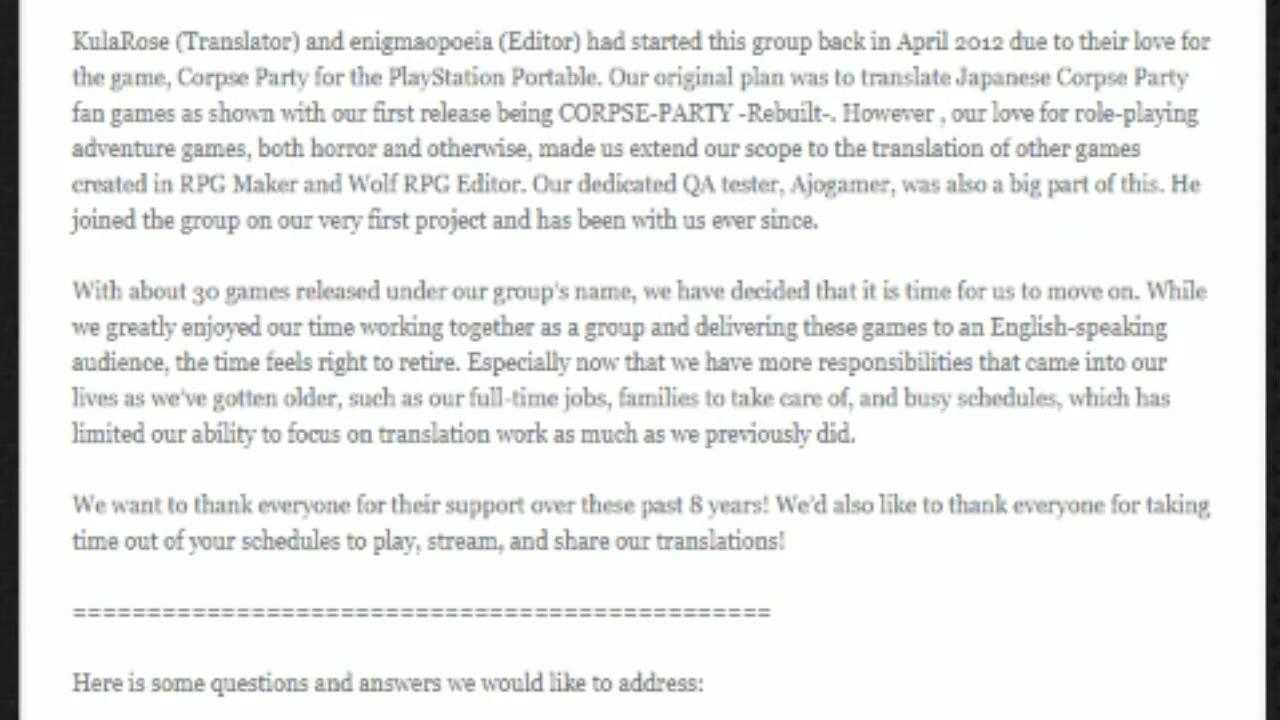 KulaRose (Translator) and enigmaopoeia (Editor) had started this group back in April 2012 due to their love for
the game, Corpse Party for the PlayStation Portable. Our original plan was to translate Japanese Corpse Party
fan games as shown with our first release being CORPSE-PARTY -Rebuilt-. However , our love for role-playing
adventure games, both horror and otherwise, made us extend our scope to the translation of other games
created in RPG Maker and Wolf RPG Editor. Our dedicated QA tester, Ajogamer, was also a big part of this. He
joined the group on our very first project and has been with us ever since.
With about 30 games released under our group's name, we have decided that it is time for us to move on. While
we greatly enjoyed our time working together as a group and delivering these games to an English-speaking
audience, the time feels right to retire. Especially now that we have more responsibilities that came into our
lives as we've gotten older, such as our full-time jobs, families to take care of, and busy schedules, which has
limited our ability to focus on translation work as much as we previously did.
We want to thank everyone for their support over these past 8 years! We'd also like to thank everyone for taking
time out of your schedules to play, stream, and share our translations!
===============================================
Here is some questions and answers we would like to address: